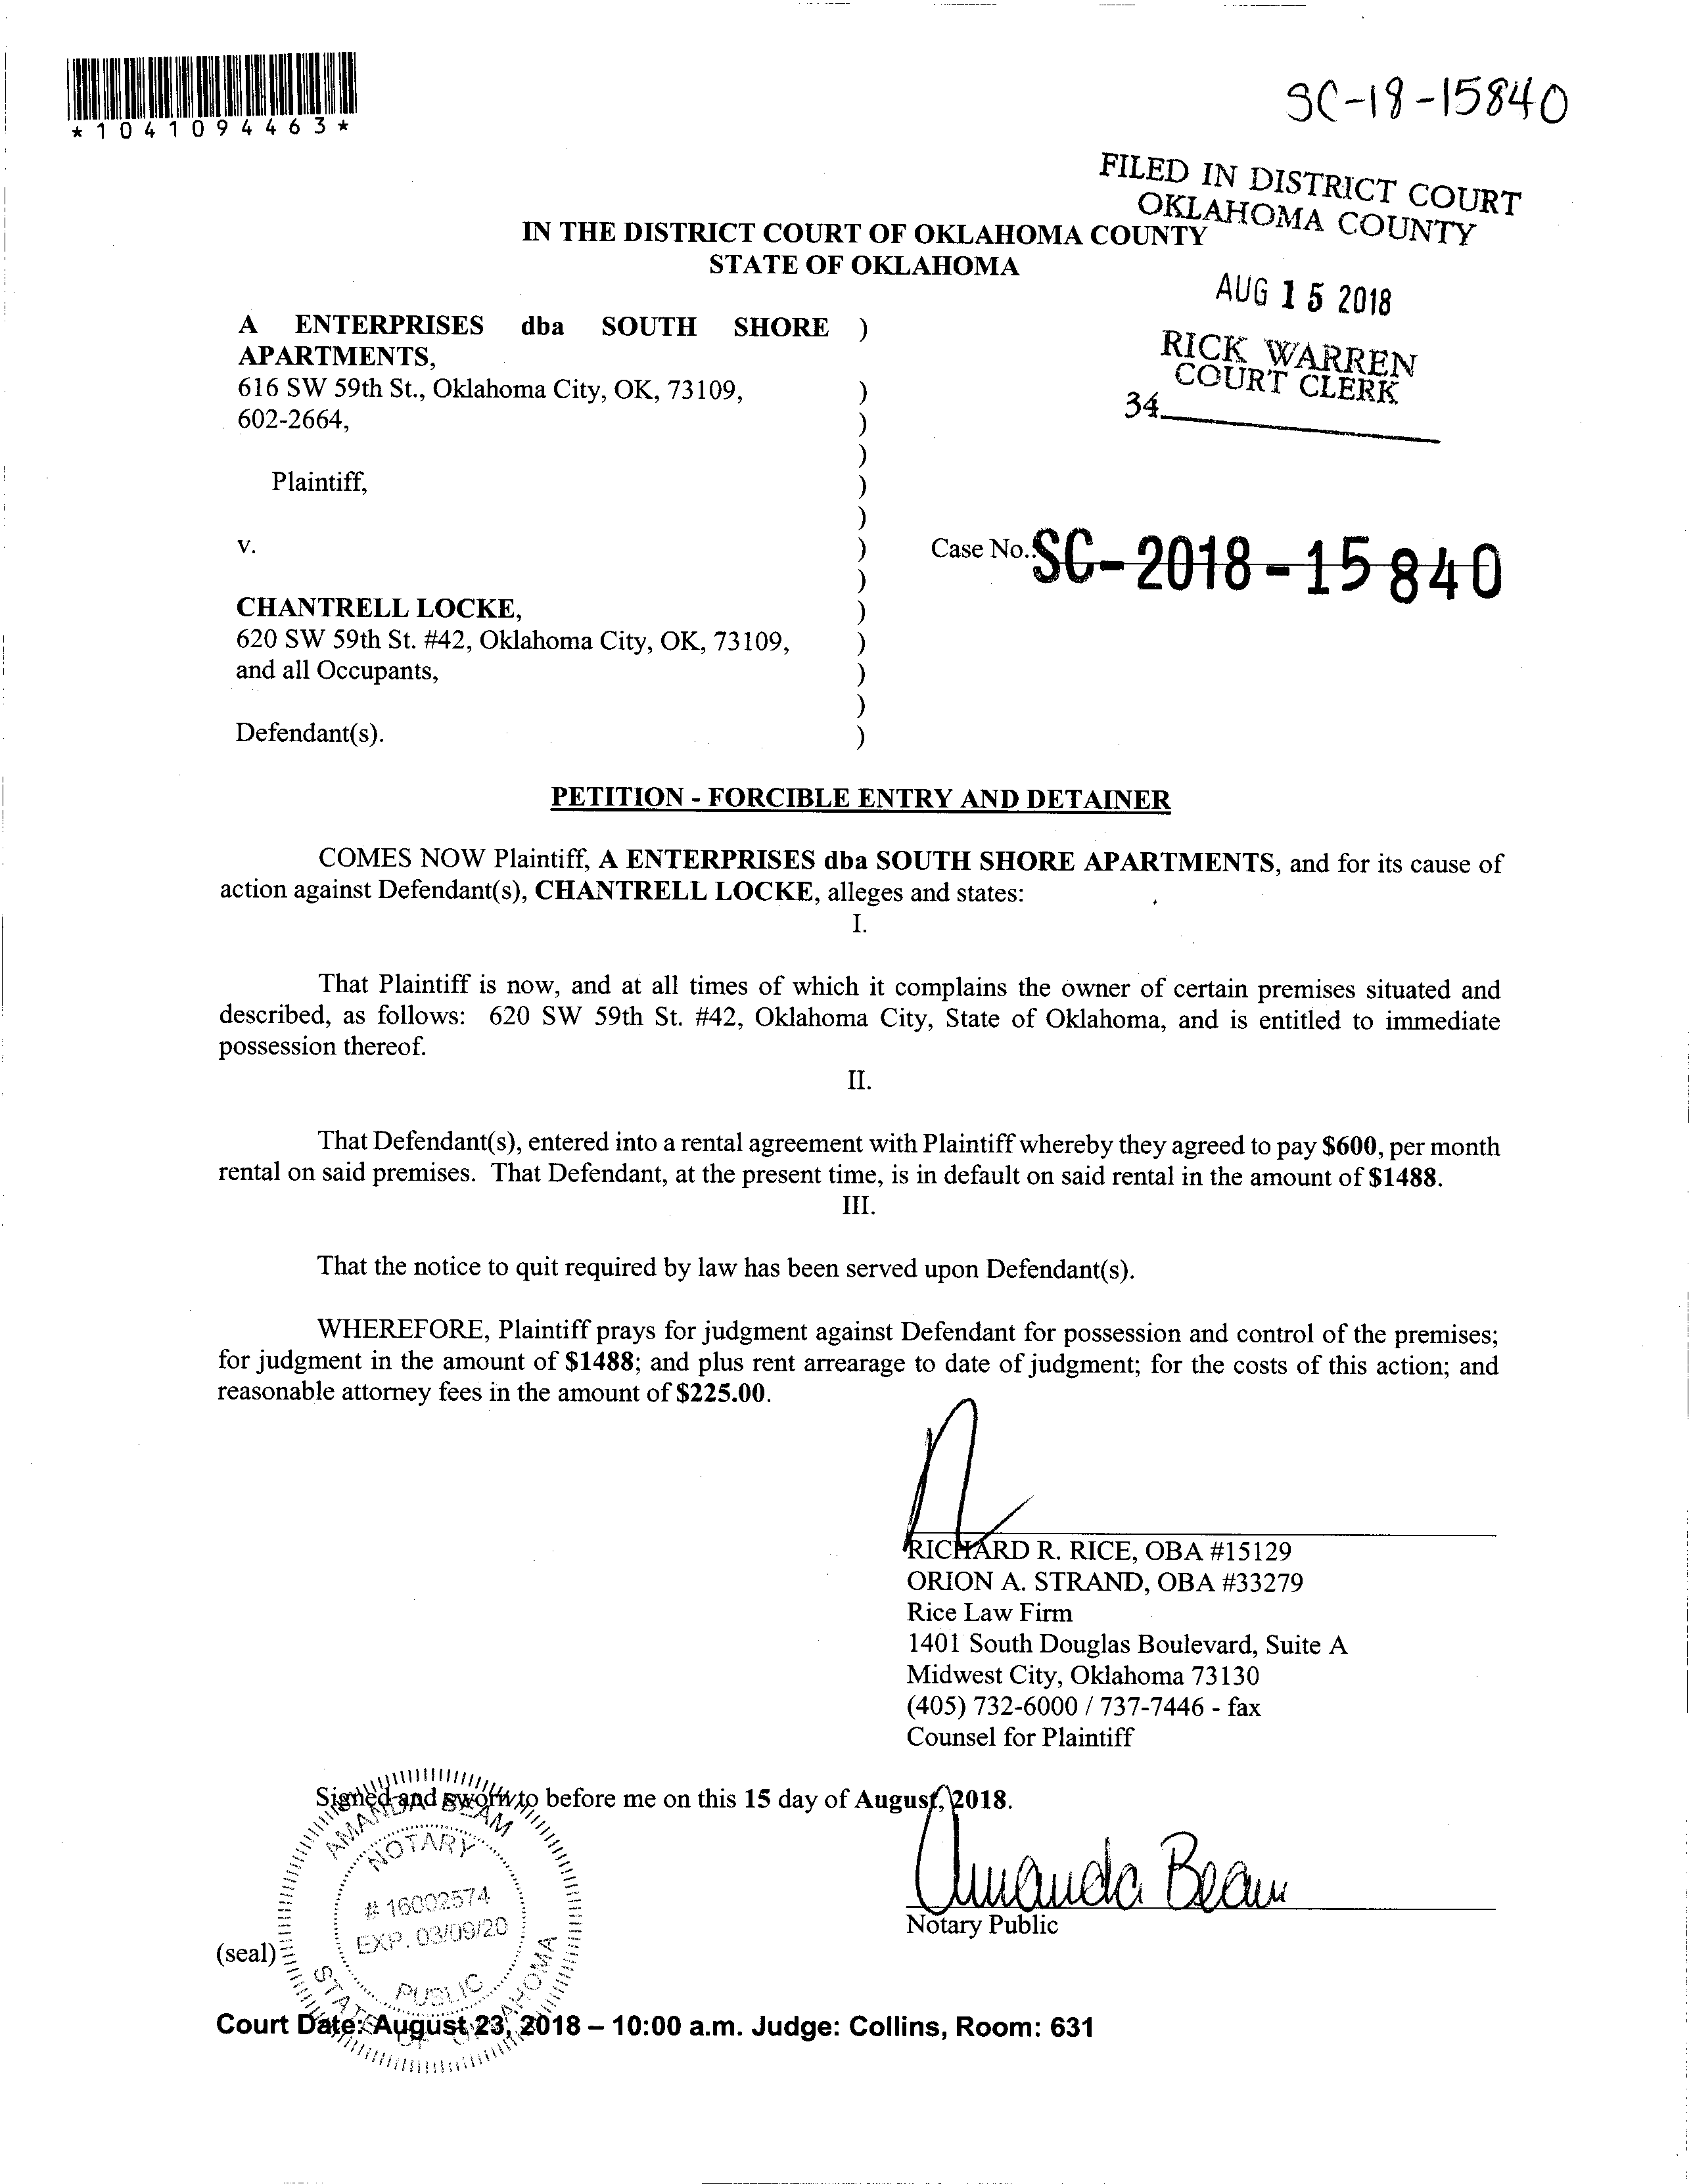 *1041094463*
SC-18-15840
FILED IN DISTRICT COURT
OKLAHOMA COUNTY
IN THE DISTRICT COURT OF OKLAHOMA COUNTY
STATE OF OKLAHOMA
AUG 15 2018
RICK WARREN
COURT CLERK
34
A ENTERPRISES dba SOUTH SHORE )
APARTMENTS,
616 SW 59th St., Oklahoma City, OK, 73109, )
602-2664, )
)
Plaintiff, )
)
v. ) Case No.: SC-2018-15840
)
CHANTRELL LOCKE, )
620 SW 59th St. #42, Oklahoma City, OK, 73109, )
and all Occupants, )
)
Defendant(s). )
PETITION - FORCIBLE ENTRY AND DETAINER
COMES NOW Plaintiff, A ENTERPRISES dba SOUTH SHORE APARTMENTS, and for its cause of
action against Defendant(s), CHANTRELL LOCKE, alleges and states:
I.
That Plaintiff is now, and at all times of which it complains the owner of certain premises situated and
described, as follows: 620 SW 59th St. #42, Oklahoma City, State of Oklahoma, and is entitled to immediate
possession thereof.
II.
That Defendant(s), entered into a rental agreement with Plaintiff whereby they agreed to pay $600, per month
rental on said premises. That Defendant, at the present time, is in default on said rental in the amount of $1488.
III.
That the notice to quit required by law has been served upon Defendant(s).
WHEREFORE, Plaintiff prays for judgment against Defendant for possession and control of the premises;
for judgment in the amount of $1488; and plus rent arrearage to date of judgment; for the costs of this action; and
reasonable attorney fees in the amount of $225.00.
RICHARD R. RICE, OBA #15129
ORION A. STRAND, OBA #33279
Rice Law Firm
1401 South Douglas Boulevard, Suite A
Midwest City, Oklahoma 73130
(405) 732-6000 / 737-7446 - fax
Counsel for Plaintiff
Signed and sworn to before me on this 15 day of August, 2018.
AMANDA BEAM
NOTARY
# 16002574
EXP. 03/09/20
PUBLIC
STATE OF OKLAHOMA
Amanda Beam
Notary Public
(seal)
Court Date: August 23, 2018 – 10:00 a.m. Judge: Collins, Room: 631